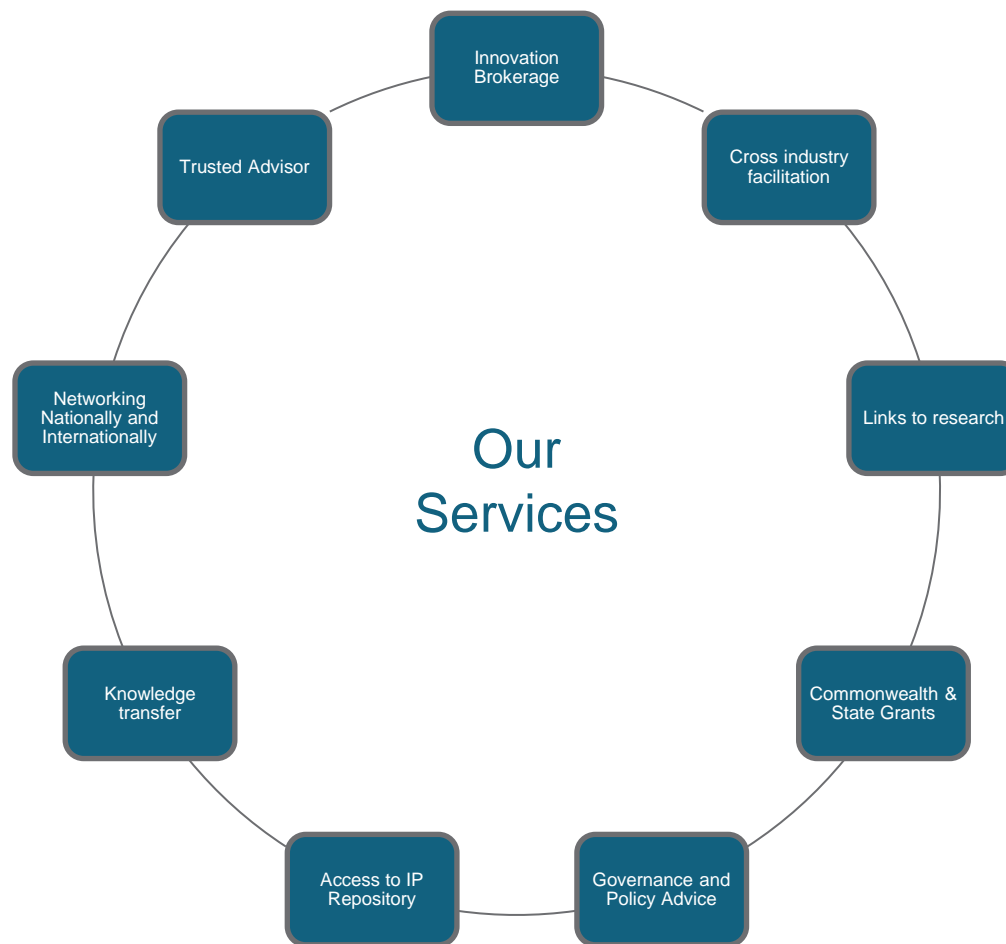 Innovation
Brokerage
Cross industry
facilitation
Links to research
Commonwealth &
State Grants
Governance and
Policy Advice
Access to IP
Repository
Knowledge
transfer
Networking
Nationally and
Internationally
Trusted Advisor
Our
Services